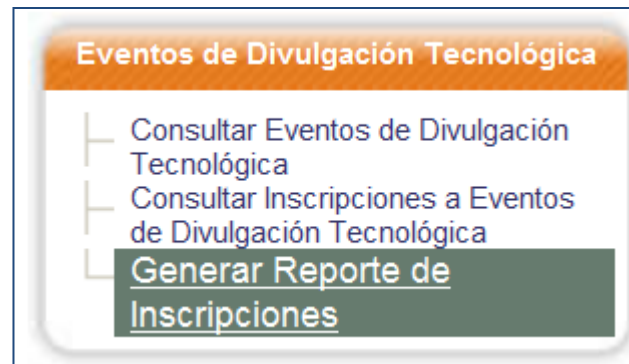 Eventos de Divulgación Tecnológica
Consultar Eventos de Divulgación
Tecnológica
Consultar Inscripciones a Eventos
de Divulgación Tecnológica
Generar Reporte de
Inscripciones